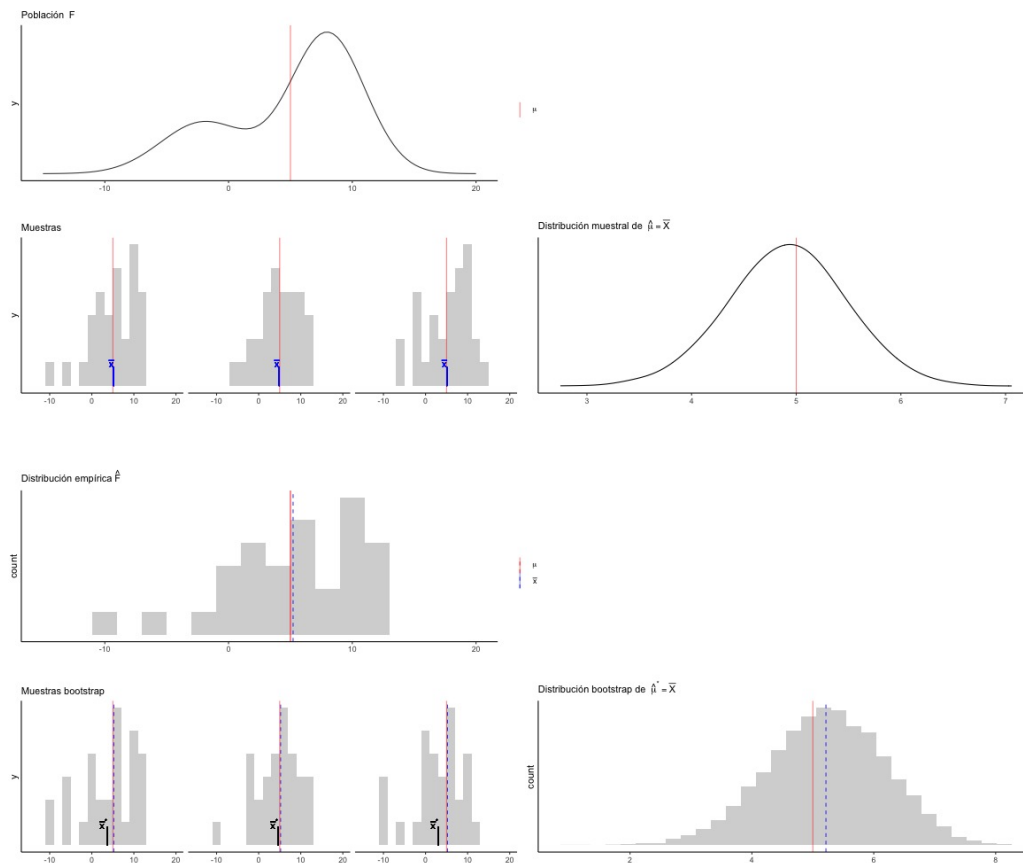 Población F
y
μ
-10 0 10 20
Muestras
Distribución muestral de μ̂ = X̄
y
x̄ x̄ x̄
-10 0 10 20 -10 0 10 20 -10 0 10 20
3 4 5 6 7
Distribución empírica F̂
count
μ
x̄
-10 0 10 20
Muestras bootstrap
Distribución bootstrap de μ̂* = X̄
y
count
x̄* x̄* x̄*
-10 0 10 20 -10 0 10 20 -10 0 10 20
2 4 6 8